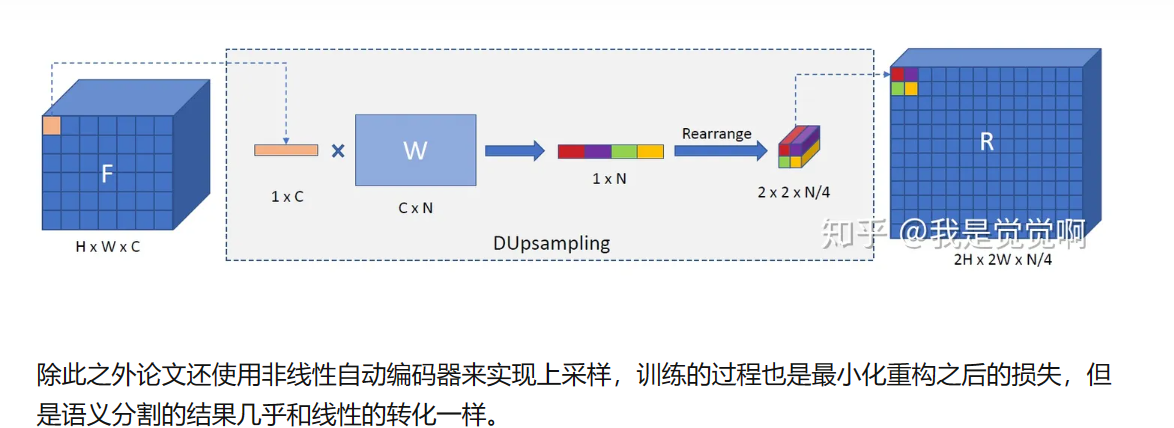 F
H x W x C
1 x C
×
W
C x N
1 x N
Rearrange
2 x 2 x N/4
DUpsampling
R
2H x 2W x N/4
知乎 @我是觉觉啊
除此之外论文还使用非线性自动编码器来实现上采样，训练的过程也是最小化重构之后的损失，但
是语义分割的结果几乎和线性的转化一样。